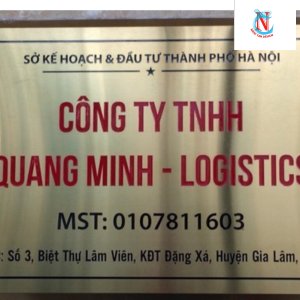 SỞ KẾ HOẠCH & ĐẦU TƯ THÀNH PHỐ HÀ NỘI
CÔNG TY TNHH
QUANG MINH - LOGISTICS
MST: 0107811603
: Số 3, Biệt Thự Lâm Viên, KĐT Đặng Xá, Huyện Gia Lâm,